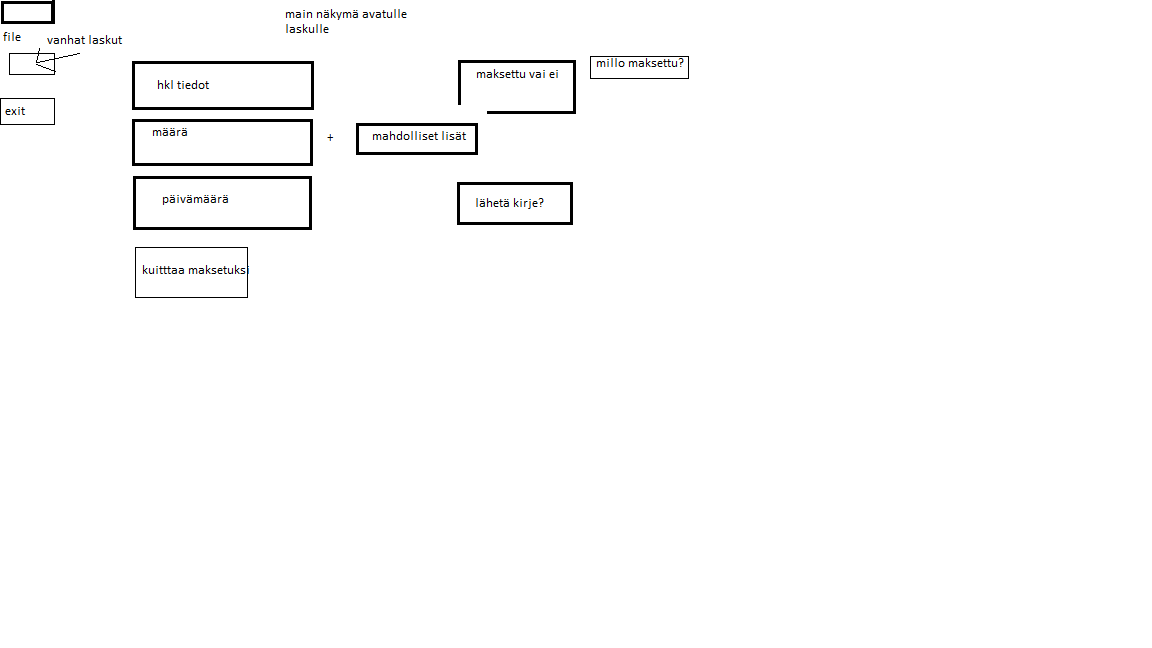 main näkymä avatulle
laskulle
file
vanhat laskut
exit
hkl tiedot
maksettu vai ei
millo maksettu?
määrä
+
mahdolliset lisät
päivämäärä
lähetä kirje?
kuitttaa maksetuksi